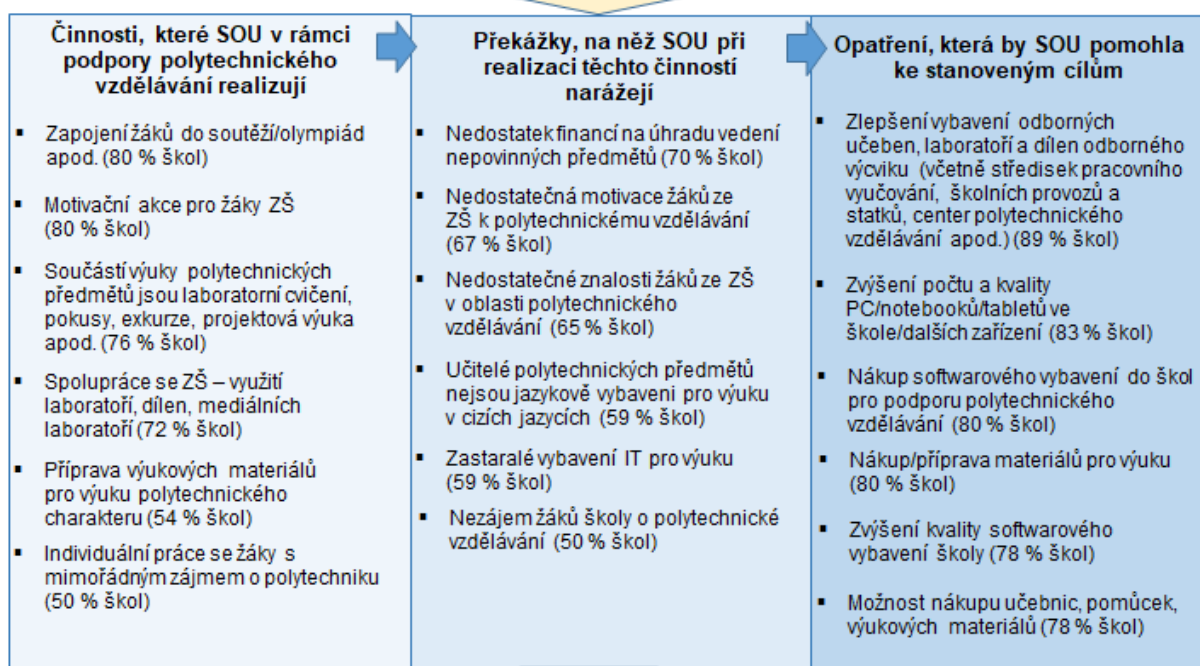 Činnosti, které SOU v rámci
podpory polytechnického
vzdělávání realizují
▪ Zapojení žáků do soutěží/olympiád
apod. (80 % škol)
▪ Motivační akce pro žáky ZŠ
(80 % škol)
▪ Součástí výuky polytechnických
předmětů jsou laboratorní cvičení,
pokusy, exkurze, projektová výuka
apod. (76 % škol)
▪ Spolupráce se ZŠ – využití
laboratoří, dílen, mediálních
laboratoří (72 % škol)
▪ Příprava výukových materiálů
pro výuku polytechnického
charakteru (54 % škol)
▪ Individuální práce se žáky s
mimořádným zájmem o polytechniku
(50 % škol)
Překážky, na něž SOU při
realizaci těchto činností
narážejí
▪ Nedostatek financí na úhradu vedení
nepovinných předmětů (70 % škol)
▪ Nedostatečná motivace žáků ze
ZŠ k polytechnickému vzdělávání
(67 % škol)
▪ Nedostatečné znalosti žáků ze ZŠ
v oblasti polytechnického
vzdělávání (65 % škol)
▪ Učitelé polytechnických předmětů
nejsou jazykově vybaveni pro výuku
v cizích jazycích (59 % škol)
▪ Zastaralé vybavení IT pro výuku
(59 % škol)
▪ Nezájem žáků školy o polytechnické
vzdělávání (50 % škol)
Opatření, která by SOU pomohla
ke stanoveným cílům
▪ Zlepšení vybavení odborných
učeben, laboratoří a dílen odborného
výcviku (včetně středisek pracovního
vyučování, školních provozů a
statků, center polytechnického
vzdělávání apod.) (89 % škol)
▪ Zvýšení počtu a kvality
PC/notebooků/tabletů ve
škole/dalších zařízení (83 % škol)
▪ Nákup softwarového vybavení do škol
pro podporu polytechnického
vzdělávání (80 % škol)
▪ Nákup/příprava materiálů pro výuku
(80 % škol)
▪ Zvýšení kvality softwarového
vybavení školy (78 % škol)
▪ Možnost nákupu učebnic, pomůcek,
výukových materiálů (78 % škol)